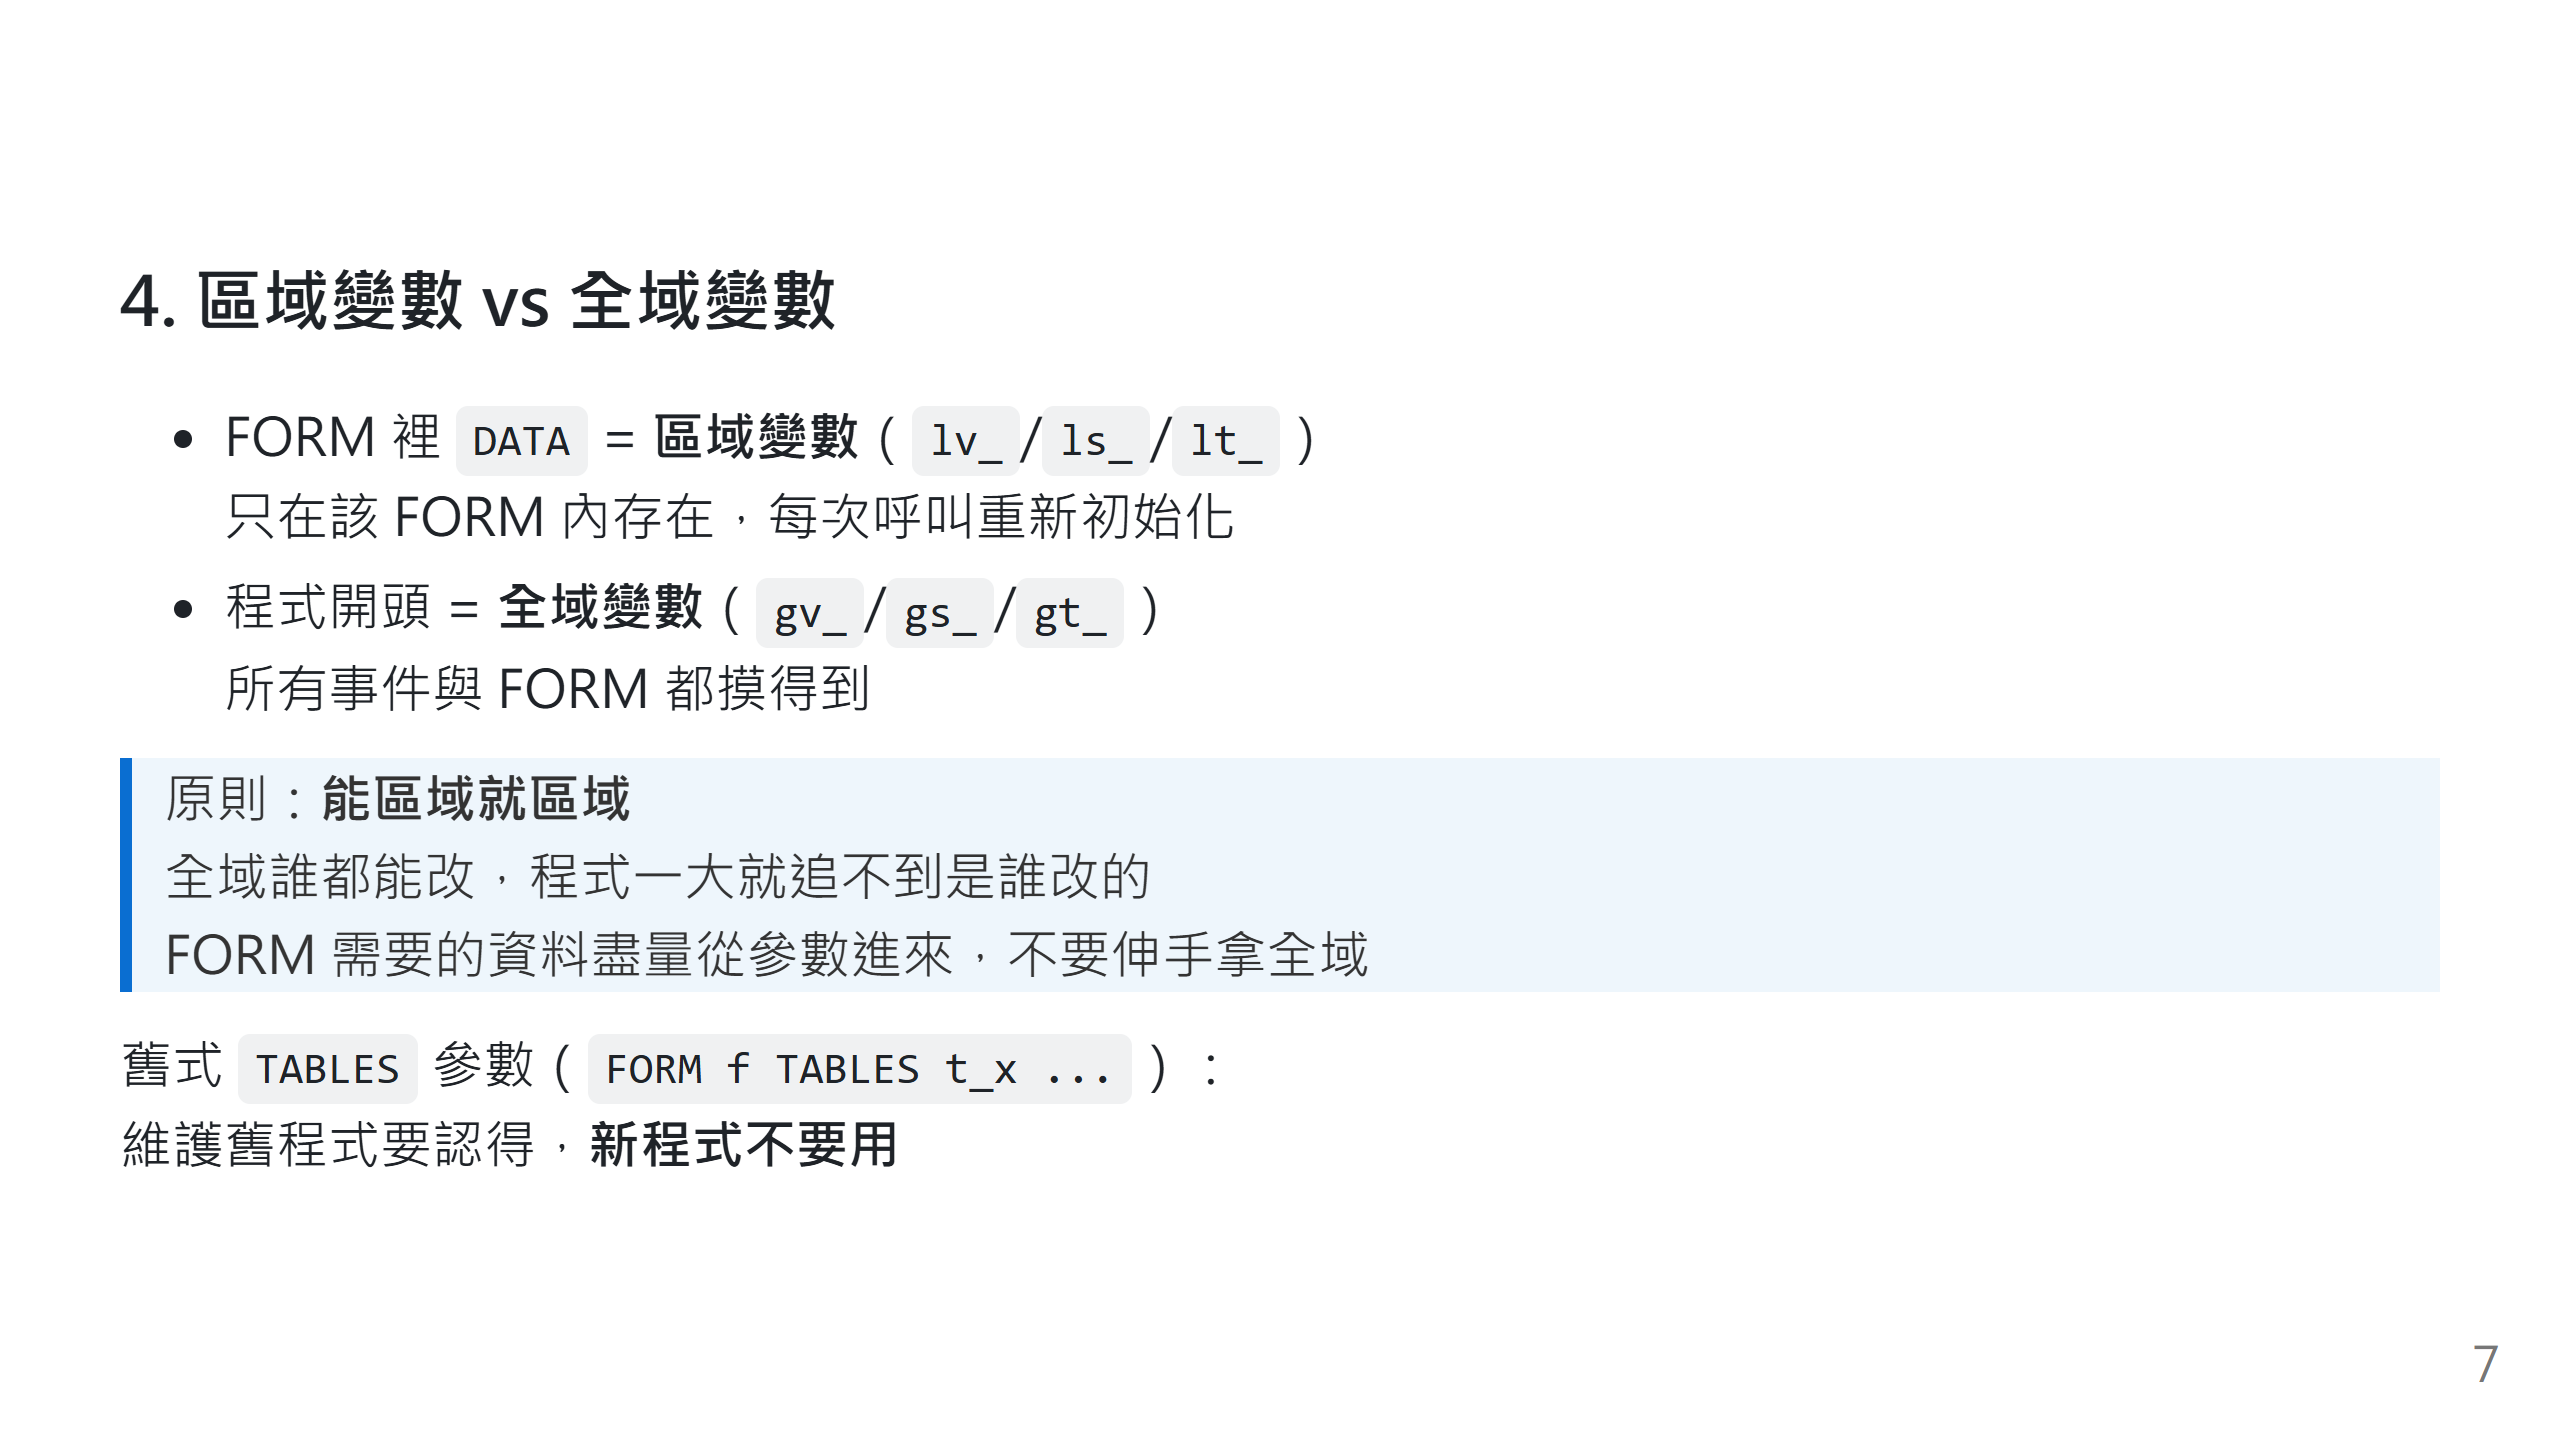 4. 區域變數 vs 全域變數
• FORM 裡 DATA = 區域變數（lv_/ls_/lt_）
只在該 FORM 內存在，每次呼叫重新初始化
• 程式開頭 = 全域變數（gv_/gs_/gt_）
所有事件與 FORM 都摸得到
原則：能區域就區域
全域誰都能改，程式一大就追不到是誰改的
FORM 需要的資料盡量從參數進來，不要伸手拿全域
舊式 TABLES 參數（FORM f TABLES t_x ...）：
維護舊程式要認得，新程式不要用
7